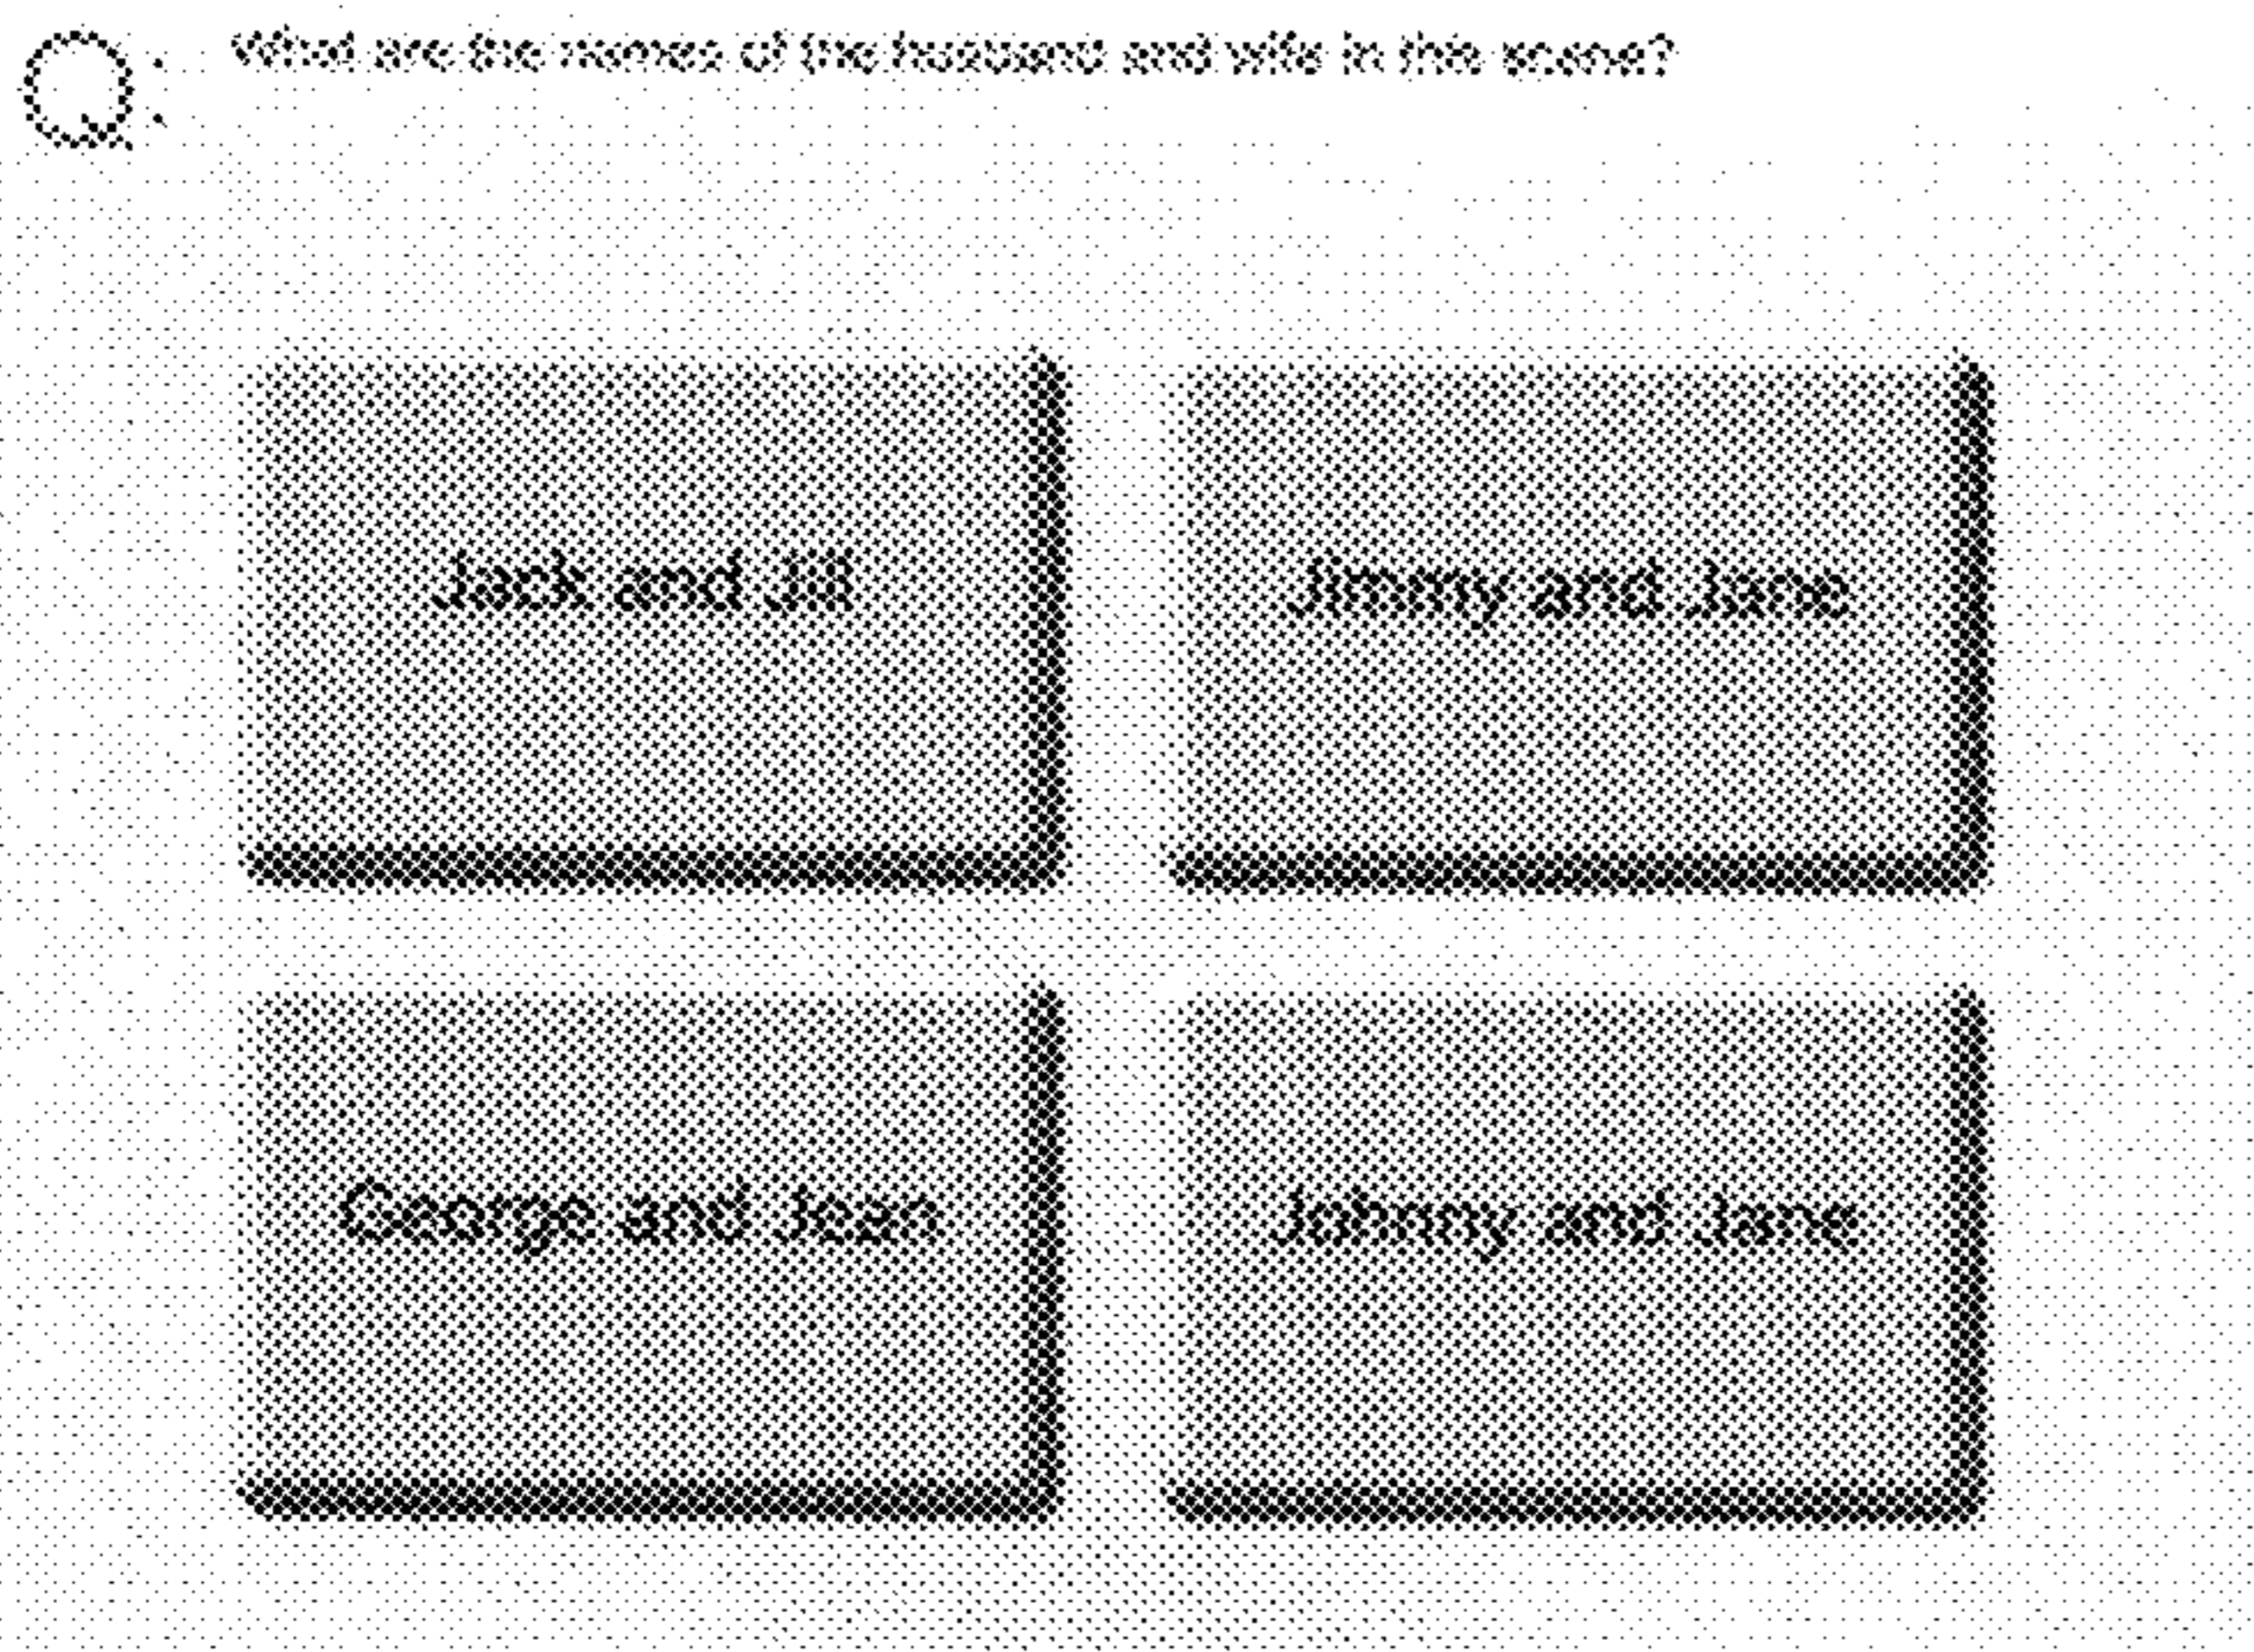 Q: What are the names of the husband and wife in this scene?
Jack and Jill
Jimmy and Jane
George and Jean
Johnny and Jane